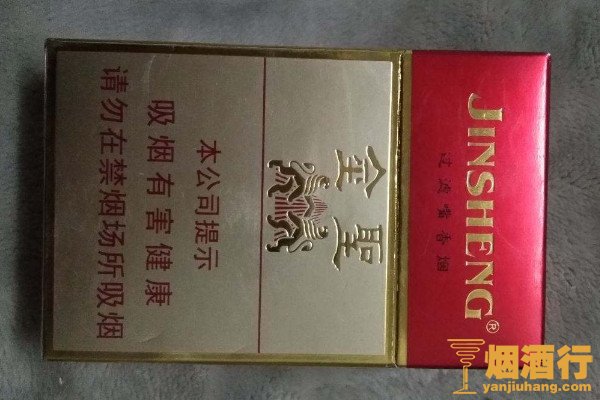 JINSHENG®
过滤嘴香烟
金聖
本公司提示
吸烟有害健康
请勿在禁烟场所吸烟
烟酒行
yanjiuhang.com